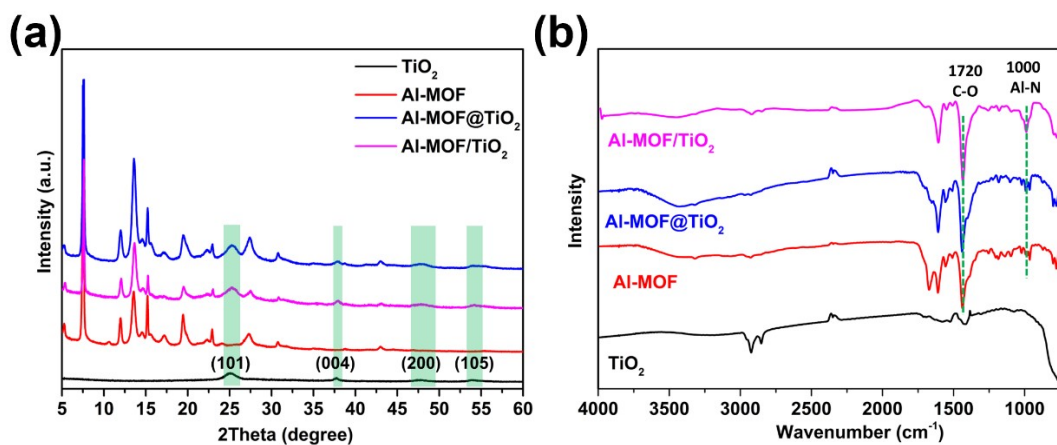 (a)
Intensity (a.u.)
TiO₂
Al-MOF
Al-MOF@TiO₂
Al-MOF/TiO₂
(101)
(004)
(200)
(105)
5 10 15 20 25 30 35 40 45 50 55 60
2Theta (degree)
(b)
Intensity
1720
C-O
1000
Al-N
Al-MOF/TiO₂
Al-MOF@TiO₂
Al-MOF
TiO₂
4000 3500 3000 2500 2000 1500 1000
Wavenumber (cm⁻¹)